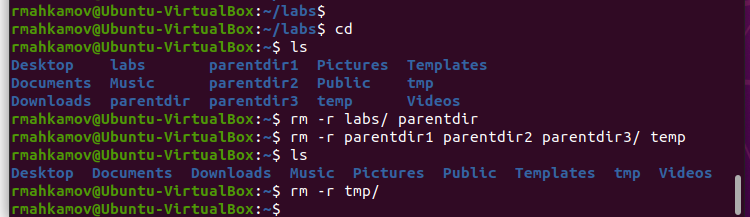 rmahkamov@Ubuntu-VirtualBox:~/labs$
rmahkamov@Ubuntu-VirtualBox:~/labs$ cd
rmahkamov@Ubuntu-VirtualBox:~$ ls
Desktop    labs       parentdir1  Pictures  Templates
Documents  Music      parentdir2  Public    tmp
Downloads  parentdir  parentdir3  temp      Videos
rmahkamov@Ubuntu-VirtualBox:~$ rm -r labs/ parentdir
rmahkamov@Ubuntu-VirtualBox:~$ rm -r parentdir1 parentdir2 parentdir3/ temp
rmahkamov@Ubuntu-VirtualBox:~$ ls
Desktop  Documents  Downloads  Music  Pictures  Public  Templates  tmp  Videos
rmahkamov@Ubuntu-VirtualBox:~$ rm -r tmp/
rmahkamov@Ubuntu-VirtualBox:~$